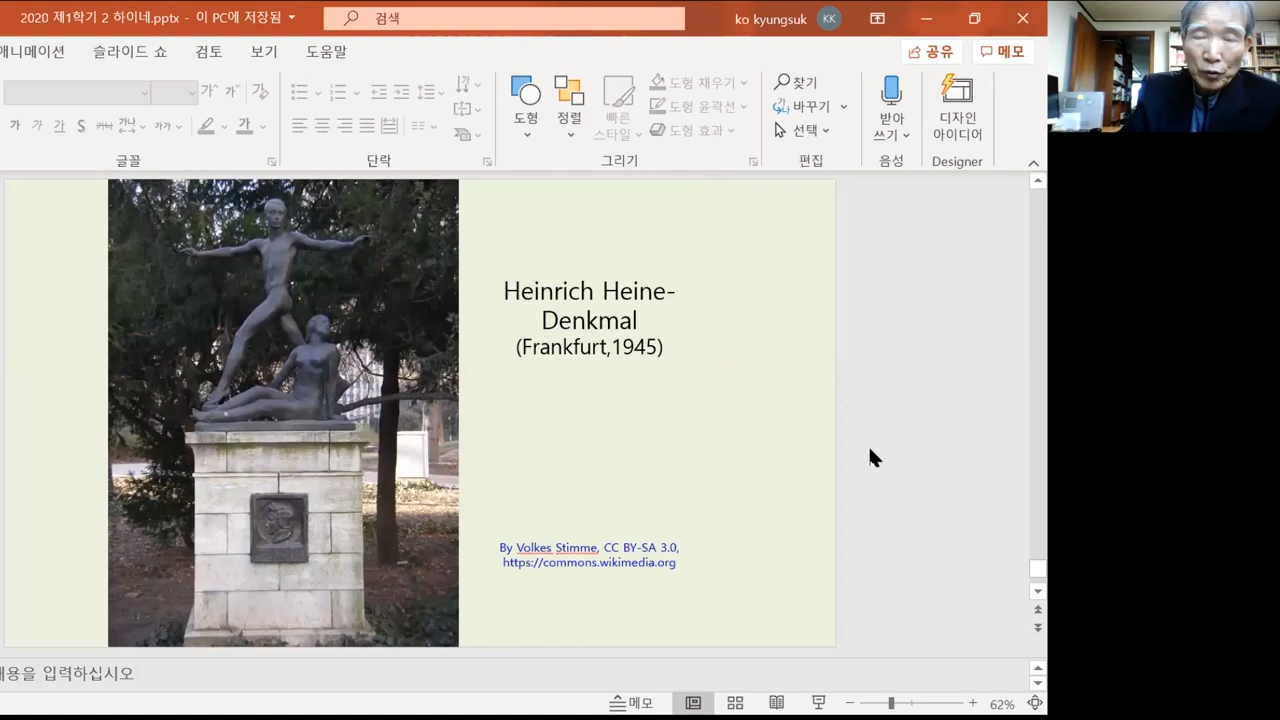 2020 제1학기 2 하이네.pptx - 이 PC에 저장됨
검색
ko kyungsuk
KK
애니메이션
슬라이드 쇼
검토
보기
도움말
공유
메모
가
가
가
S
가가
가
도형
정렬
빠른
스타일
도형 채우기
도형 윤곽선
도형 효과
찾기
바꾸기
선택
받아
쓰기
디자인
아이디어
글꼴
단락
그리기
편집
음성
Designer
Heinrich Heine-
Denkmal
(Frankfurt,1945)
By Volkes Stimme, CC BY-SA 3.0,
https://commons.wikimedia.org
내용을 입력하십시오
메모
62%